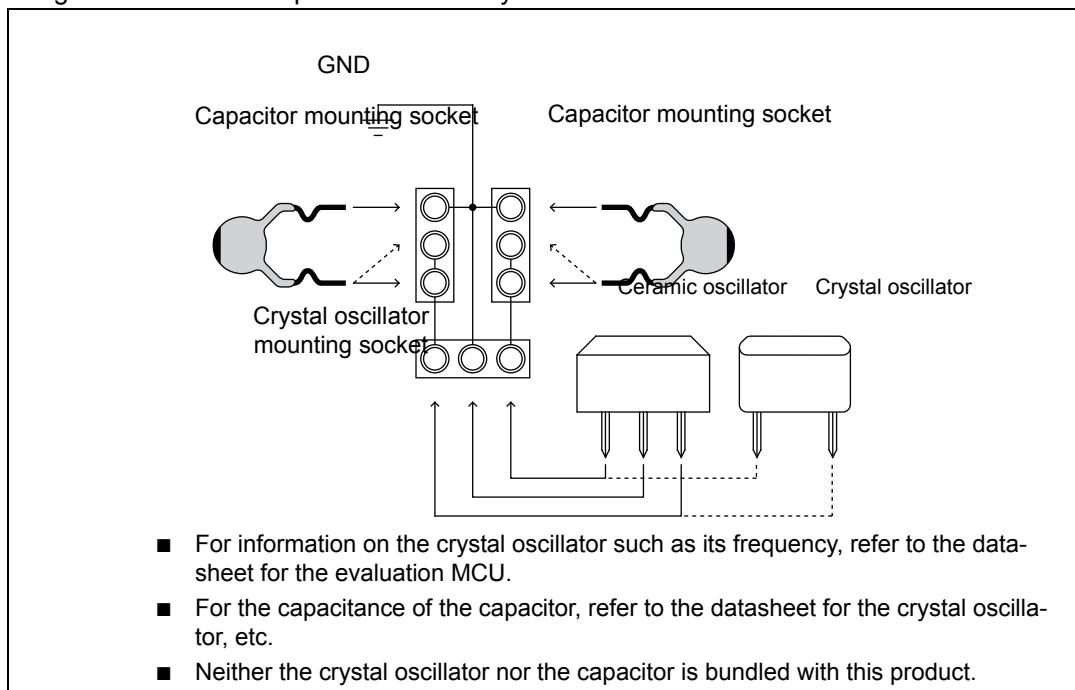 GND
Capacitor mounting socket
Capacitor mounting socket
Ceramic oscillator
Crystal oscillator
Crystal oscillator
mounting socket
■ For information on the crystal oscillator such as its frequency, refer to the data-
sheet for the evaluation MCU.
■ For the capacitance of the capacitor, refer to the datasheet for the crystal oscilla-
tor, etc.
■ Neither the crystal oscillator nor the capacitor is bundled with this product.